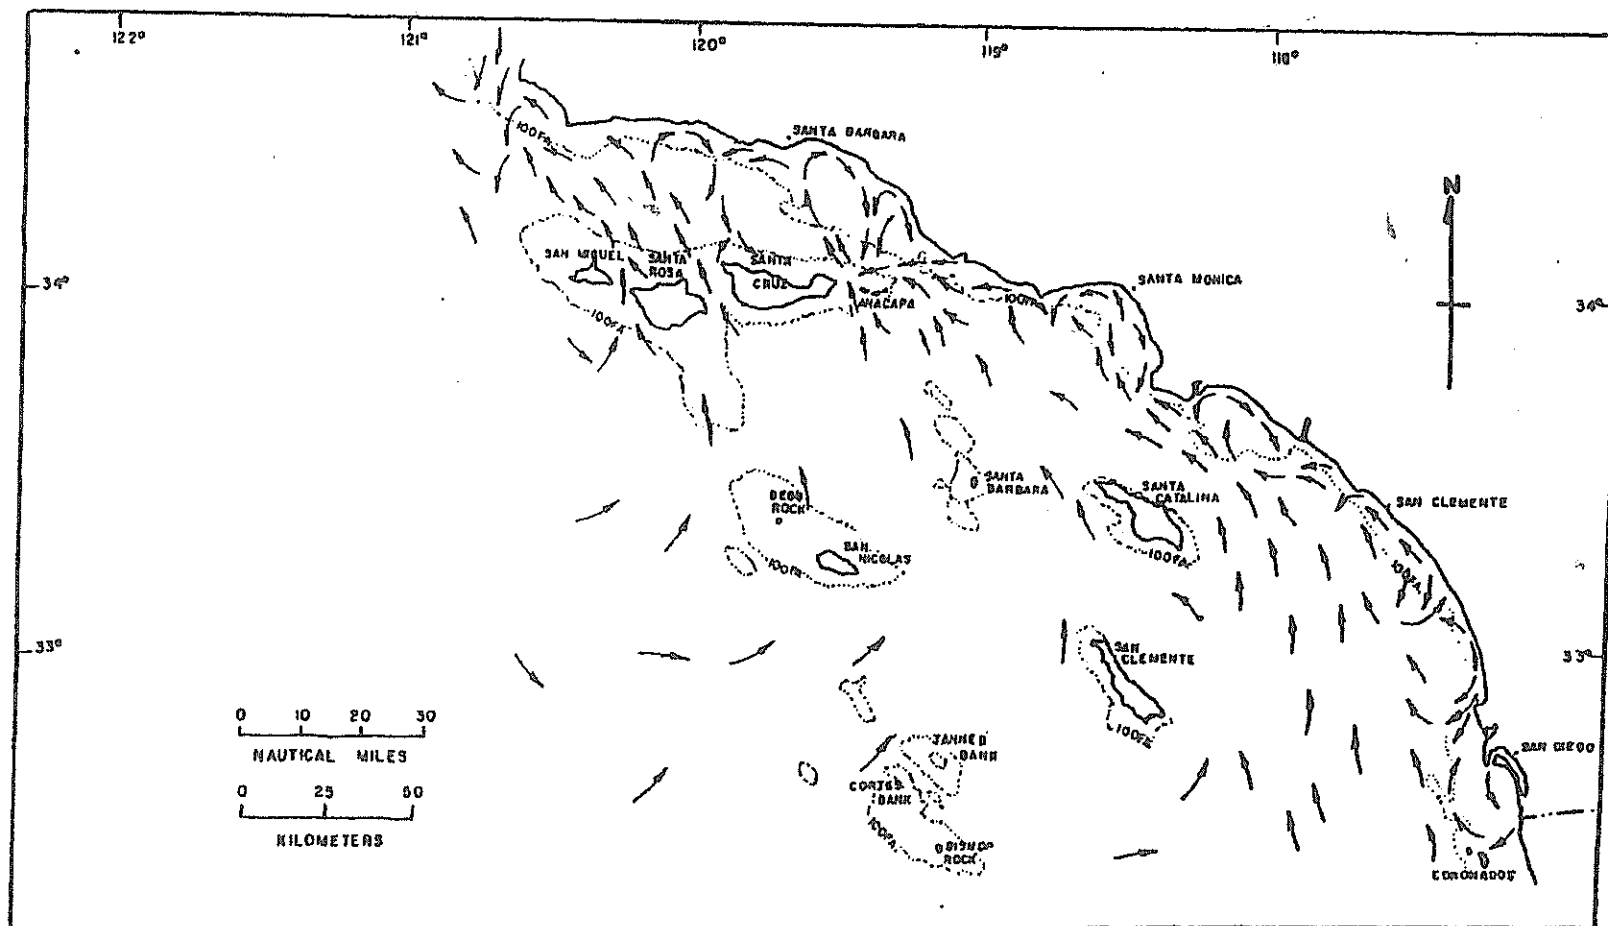 122° 121° 120° 119° 118°
SANTA BARBARA
100FA
N
SAN MIGUEL
SANTA
ROSA
SANTA
CRUZ
ANACAPA
SANTA MONICA
34°
34°
100FA
100FA
BEGG
ROCK
SANTA
BARBARA
SANTA
CATALINA
SAN CLEMENTE
SAN
NICOLAS
100FA
100FA
100FA
33°
33°
SAN
CLEMENTE
100FA
0 10 20 30
NAUTICAL MILES
0 25 50
KILOMETERS
TANNER
BANK
CORTES
BANK
100FA
BISHOP
ROCK
SAN DIEGO
CORONADOS